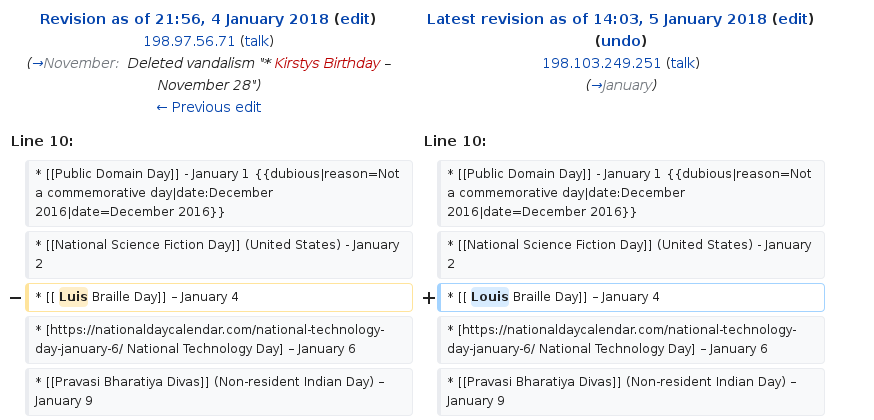 Revision as of 21:56, 4 January 2018 (edit)
198.97.56.71 (talk)
(→November: Deleted vandalism "* Kirstys Birthday –
November 28")
← Previous edit
Latest revision as of 14:03, 5 January 2018 (edit)
(undo)
198.103.249.251 (talk)
(→January)
Line 10:
Line 10:
* [[Public Domain Day]] - January 1 {{dubious|reason=Not
a commemorative day|date:December
2016|date=December 2016}}
* [[Public Domain Day]] - January 1 {{dubious|reason=Not
a commemorative day|date:December
2016|date=December 2016}}
* [[National Science Fiction Day]] (United States) - January
2
* [[National Science Fiction Day]] (United States) - January
2
− * [[ Luis Braille Day]] – January 4
+ * [[ Louis Braille Day]] – January 4
* [https://nationaldaycalendar.com/national-technology-
day-january-6/ National Technology Day] – January 6
* [https://nationaldaycalendar.com/national-technology-
day-january-6/ National Technology Day] – January 6
* [[Pravasi Bharatiya Divas]] (Non-resident Indian Day) –
January 9
* [[Pravasi Bharatiya Divas]] (Non-resident Indian Day) –
January 9